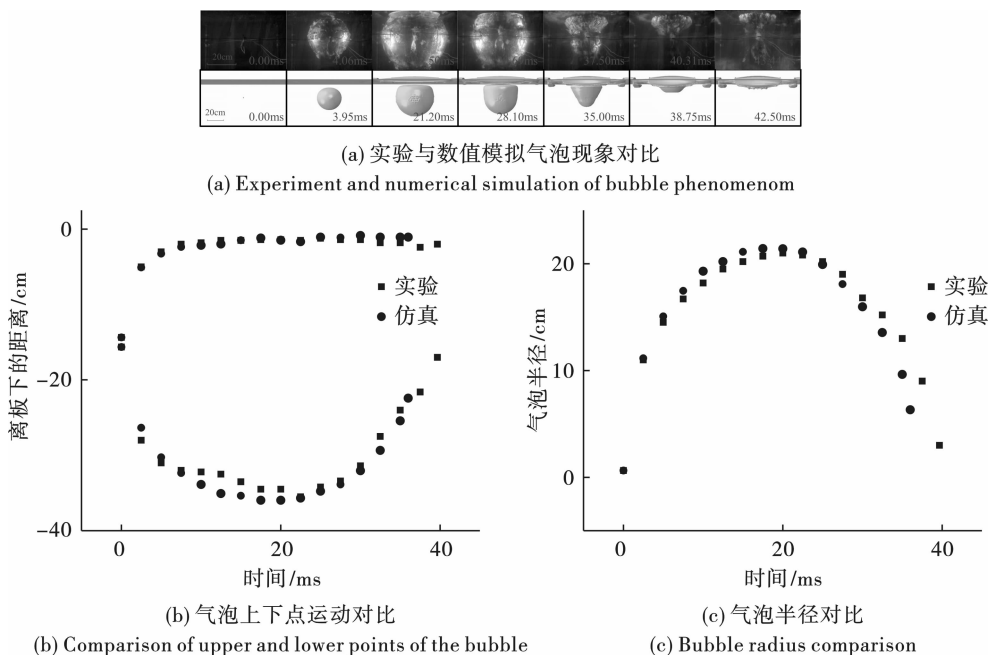 20cm
0.00ms
4.06ms
37.50ms
40.31ms
20cm
0.00ms
3.95ms
21.20ms
28.10ms
35.00ms
38.75ms
42.50ms
(a) 实验与数值模拟气泡现象对比
(a) Experiment and numerical simulation of bubble phenomenom
0
−20
−40
离板下的距离/cm
实验
仿真
0
20
40
时间/ms
(b) 气泡上下点运动对比
(b) Comparison of upper and lower points of the bubble
20
10
0
气泡半径/cm
实验
仿真
0
20
40
时间/ms
(c) 气泡半径对比
(c) Bubble radius comparison